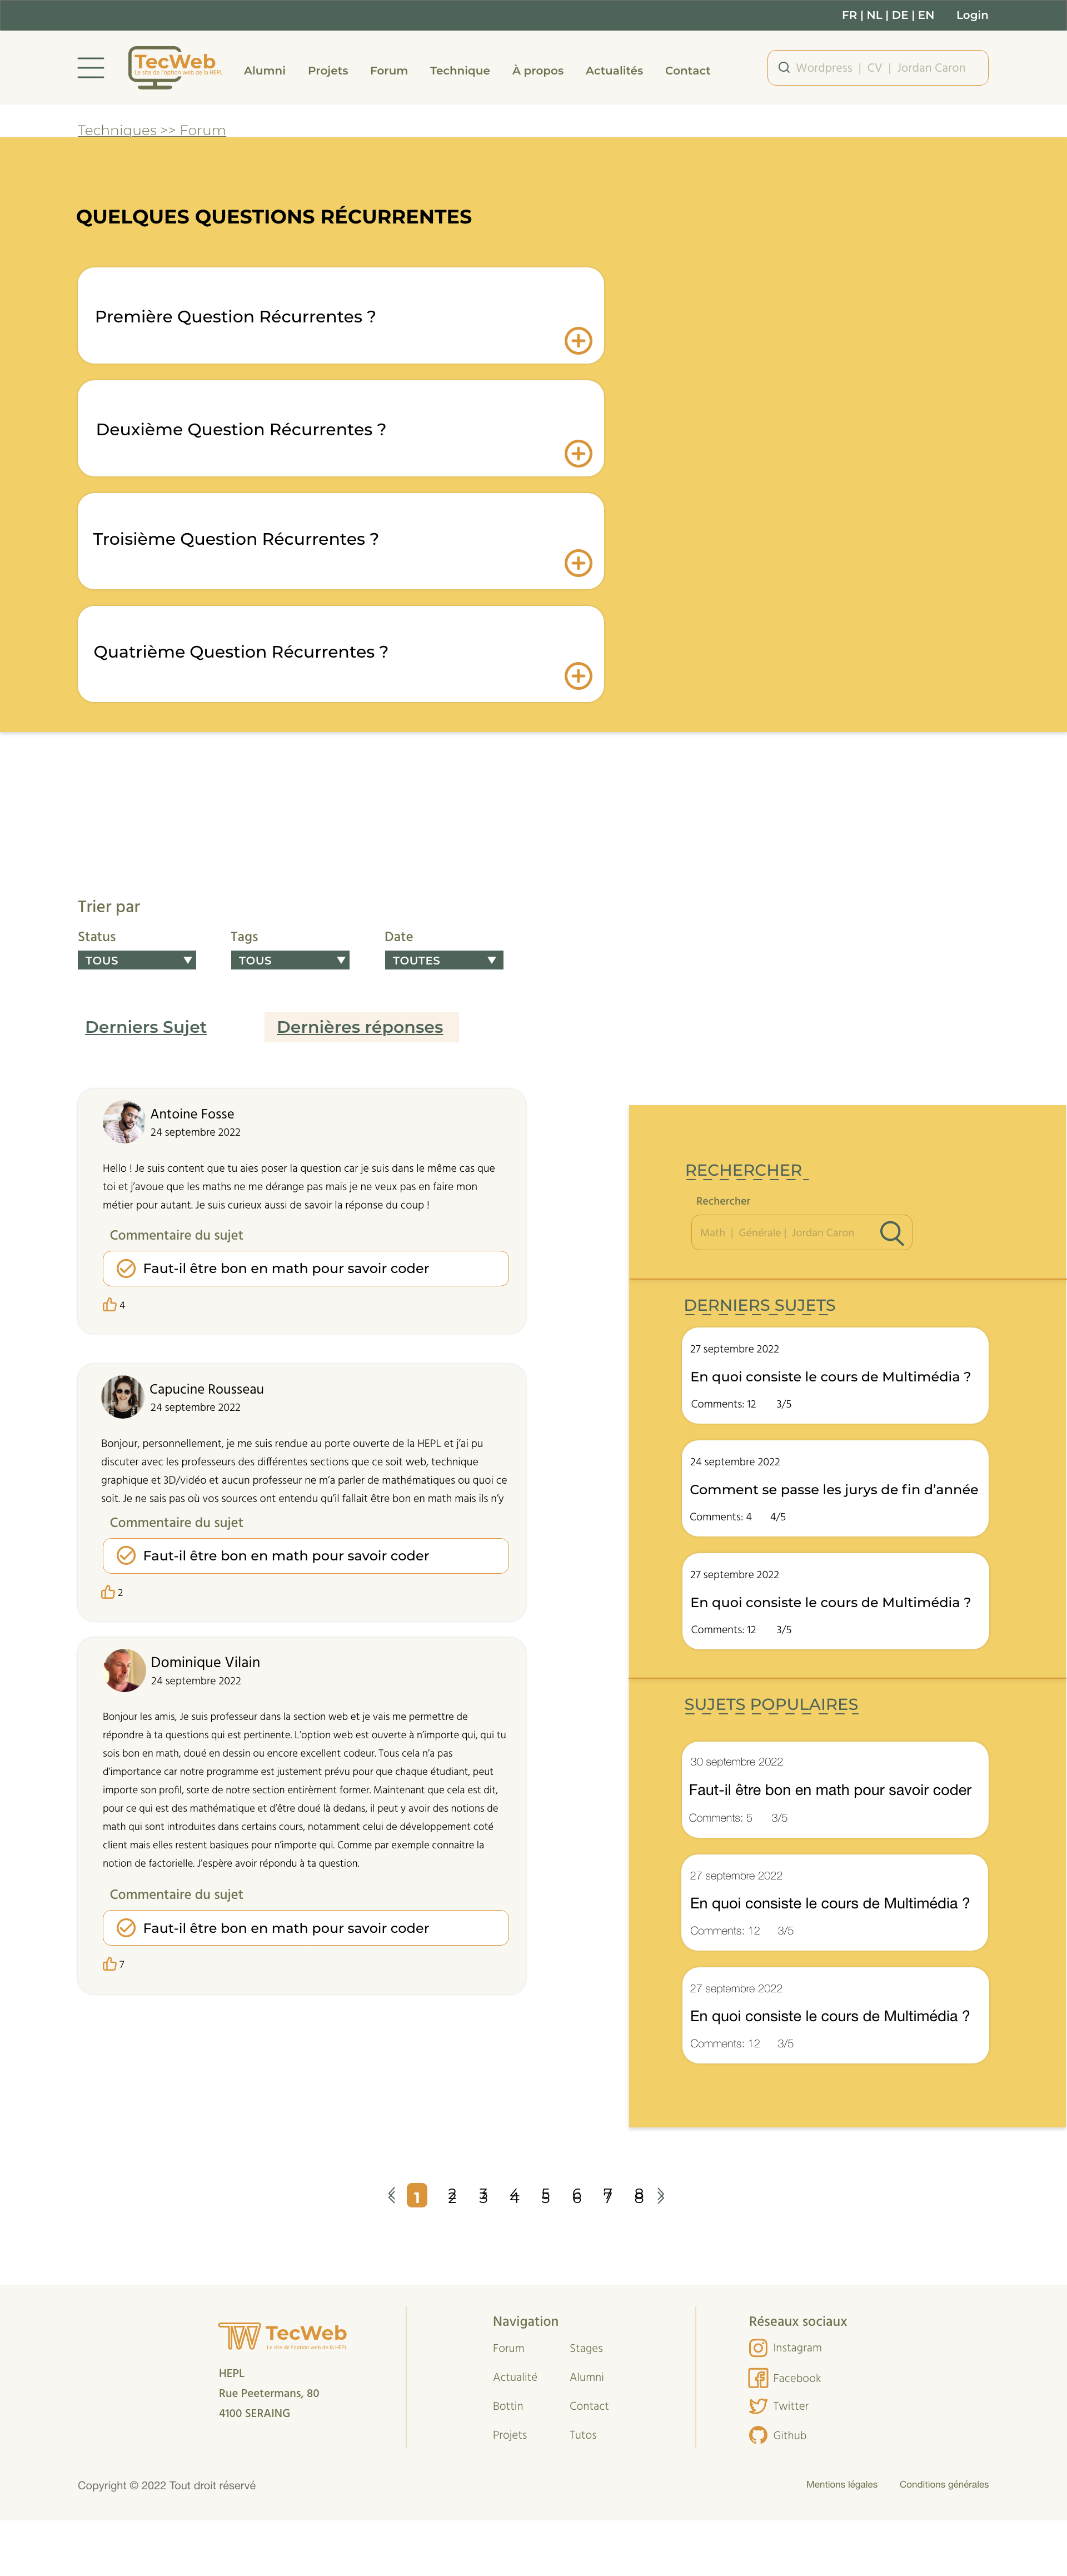 FR | NL | DE | EN Login
TecWeb
Le site de l'option web de la HEPL
Alumni Projets Forum Technique À propos Actualités Contact
Wordpress | CV | Jordan Caron
Techniques >> Forum
QUELQUES QUESTIONS RÉCURRENTES
Première Question Récurrentes ?
Deuxième Question Récurrentes ?
Troisième Question Récurrentes ?
Quatrième Question Récurrentes ?
Trier par
Status Tags Date
TOUS TOUS TOUTES
Derniers Sujet Dernières réponses
Antoine Fosse
24 septembre 2022
Hello ! Je suis content que tu aies poser la question car je suis dans le même cas que
toi et j’avoue que les maths ne me dérange pas mais je ne veux pas en faire mon
métier pour autant. Je suis curieux aussi de savoir la réponse du coup !
Commentaire du sujet
Faut-il être bon en math pour savoir coder
4
Capucine Rousseau
24 septembre 2022
Bonjour, personnellement, je me suis rendue au porte ouverte de la HEPL et j’ai pu
discuter avec les professeurs des différentes sections que ce soit web, technique
graphique et 3D/vidéo et aucun professeur ne m’a parler de mathématiques ou quoi ce
soit. Je ne sais pas où vos sources ont entendu qu’il fallait être bon en math mais ils n’y
Commentaire du sujet
Faut-il être bon en math pour savoir coder
2
Dominique Vilain
24 septembre 2022
Bonjour les amis, Je suis professeur dans la section web et je vais me permettre de
répondre à ta questions qui est pertinente. L’option web est ouverte à n’importe qui, qui tu
sois bon en math, doué en dessin ou encore excellent codeur. Tous cela n’a pas
d’importance car notre programme est justement prévu pour que chaque étudiant, peut
importe son profil, sorte de notre section entirèment former. Maintenant que cela est dit,
pour ce qui est des mathématique et d’être doué là dedans, il peut y avoir des notions de
math qui sont introduites dans certains cours, notamment celui de développement coté
client mais elles restent basiques pour n’importe qui. Comme par exemple connaitre la
notion de factorielle. J’espère avoir répondu à ta question.
Commentaire du sujet
Faut-il être bon en math pour savoir coder
7
RECHERCHER
Rechercher
Math | Générale | Jordan Caron
DERNIERS SUJETS
27 septembre 2022
En quoi consiste le cours de Multimédia ?
Comments: 12 3/5
24 septembre 2022
Comment se passe les jurys de fin d’année
Comments: 4 4/5
27 septembre 2022
En quoi consiste le cours de Multimédia ?
Comments: 12 3/5
SUJETS POPULAIRES
30 septembre 2022
Faut-il être bon en math pour savoir coder
Comments: 5 3/5
27 septembre 2022
En quoi consiste le cours de Multimédia ?
Comments: 12 3/5
27 septembre 2022
En quoi consiste le cours de Multimédia ?
Comments: 12 3/5
1 2 3 4 5 6 7 8
TecWeb
Le site de l'option web de la HEPL
HEPL
Rue Peetermans, 80
4100 SERAING
Navigation
Forum Stages
Actualité Alumni
Bottin Contact
Projets Tutos
Réseaux sociaux
Instagram
Facebook
Twitter
Github
Copyright © 2022 Tout droit réservé
Mentions légales Conditions générales